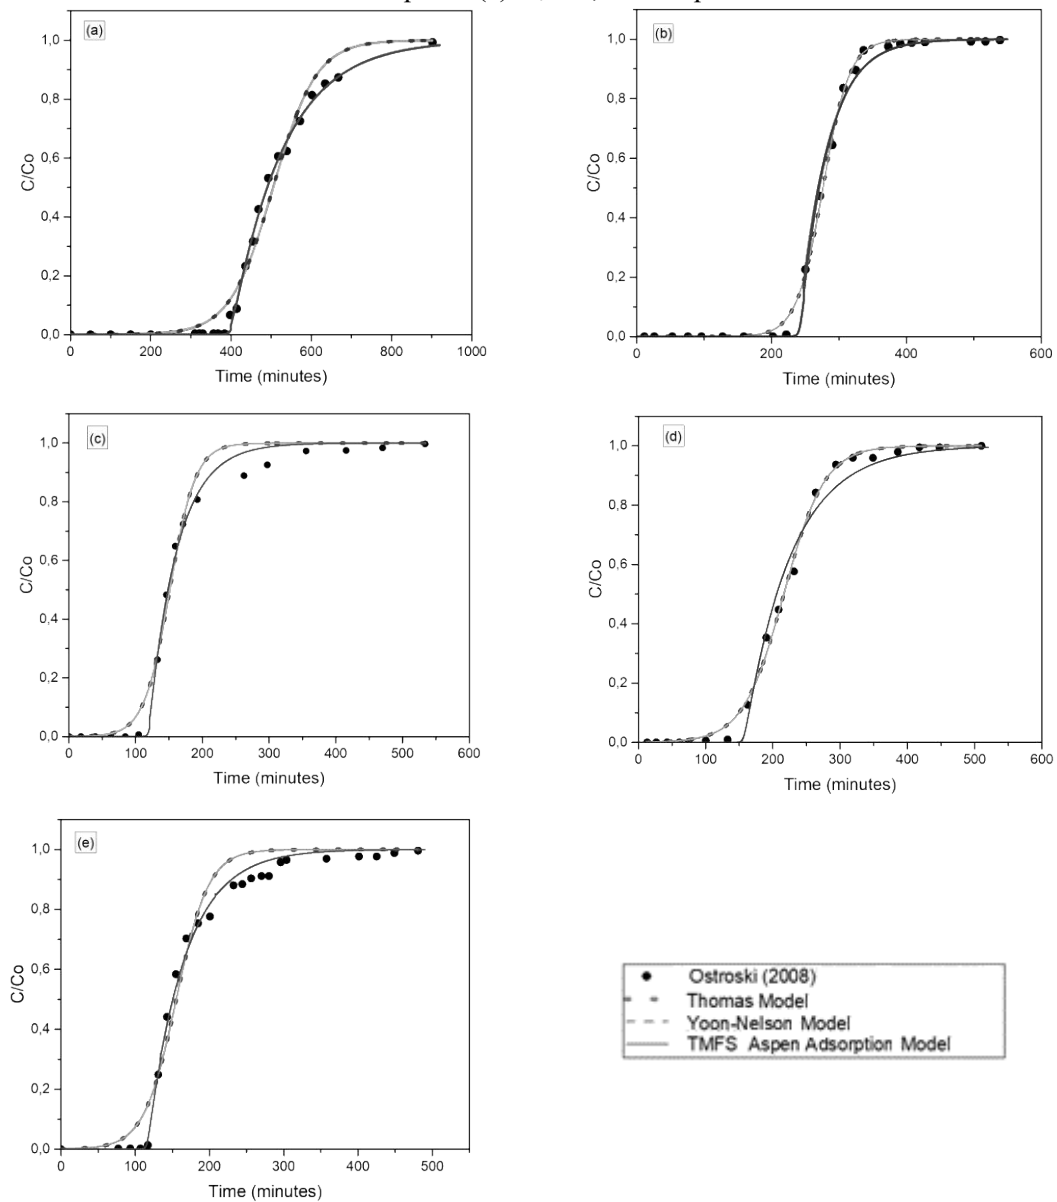 (a)
1,0
0,8
0,6
0,4
0,2
0,0
C/Co
0 200 400 600 800 1000
Time (minutes)
(b)
1,0
0,8
0,6
0,4
0,2
0,0
C/Co
0 200 400 600
Time (minutes)
(c)
1,0
0,8
0,6
0,4
0,2
0,0
C/Co
0 100 200 300 400 500 600
Time (minutes)
(d)
1,0
0,8
0,6
0,4
0,2
0,0
C/Co
0 100 200 300 400 500 600
Time (minutes)
(e)
1,0
0,8
0,6
0,4
0,2
0,0
C/Co
0 100 200 300 400 500
Time (minutes)
Ostroski (2008)
Thomas Model
Yoon-Nelson Model
TMFS Aspen Adsorption Model